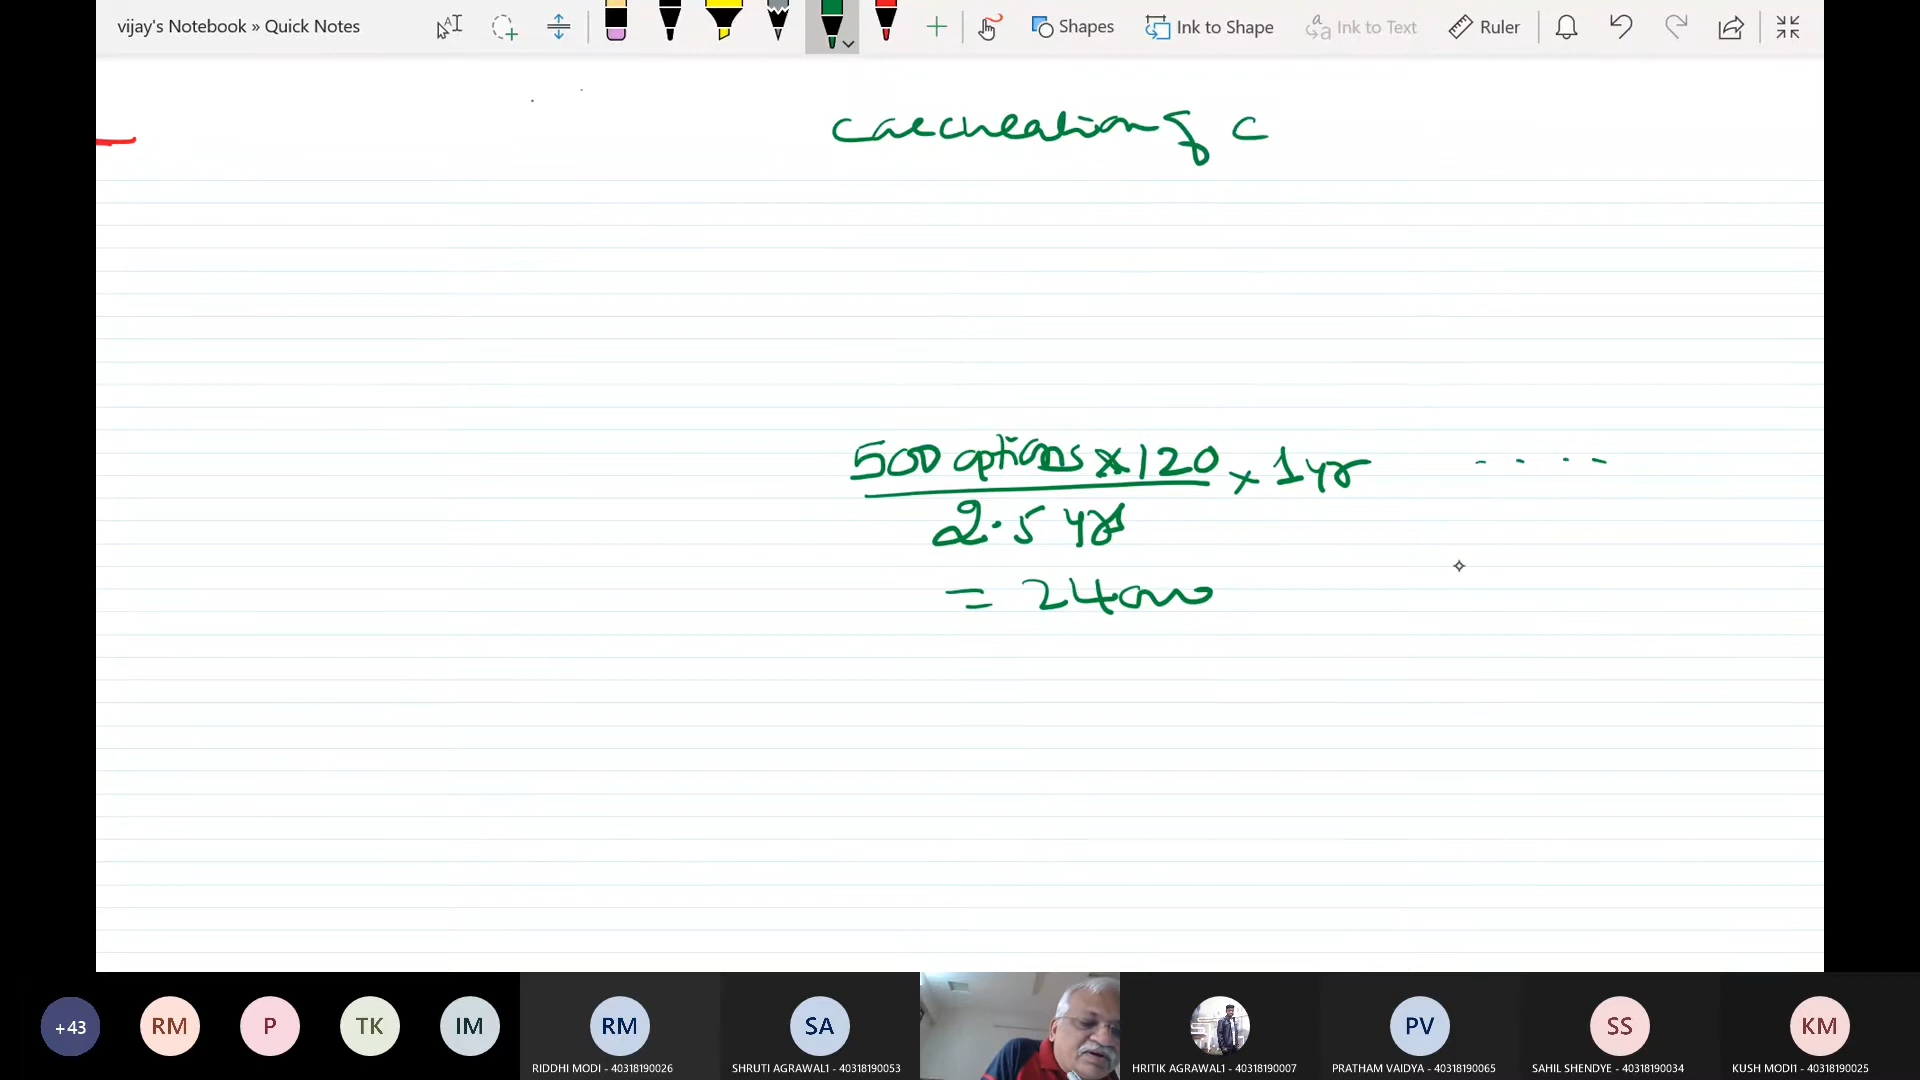 vijay's Notebook » Quick Notes
Shapes
Ink to Shape
Ink to Text
Ruler
Calculation of C
500 options x 120 x 1 yr - - - -
2.5 yrs
= 24000
+43
RM
P
TK
IM
RM
SA
PV
SS
KM
RIDDHI MODI - 40318190026
SHRUTI AGRAWAL1 - 40318190053
HRITIK AGRAWAL1 - 40318190007
PRATHAM VAIDYA - 40318190065
SAHIL SHENDYE - 40318190034
KUSH MODI1 - 40318190025